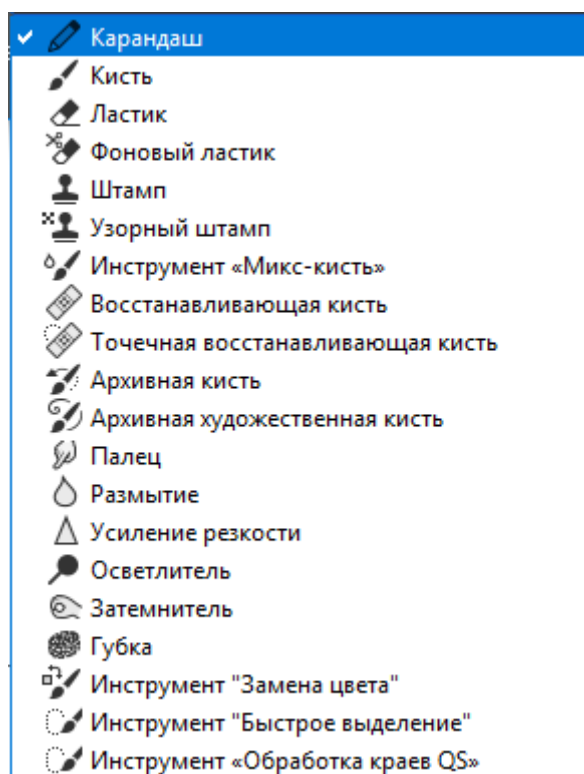 Карандаш
Кисть
Ластик
Фоновый ластик
Штамп
Узорный штамп
Инструмент «Микс-кисть»
Восстанавливающая кисть
Точечная восстанавливающая кисть
Архивная кисть
Архивная художественная кисть
Палец
Размытие
Усиление резкости
Осветлитель
Затемнитель
Губка
Инструмент "Замена цвета"
Инструмент "Быстрое выделение"
Инструмент «Обработка краев QS»